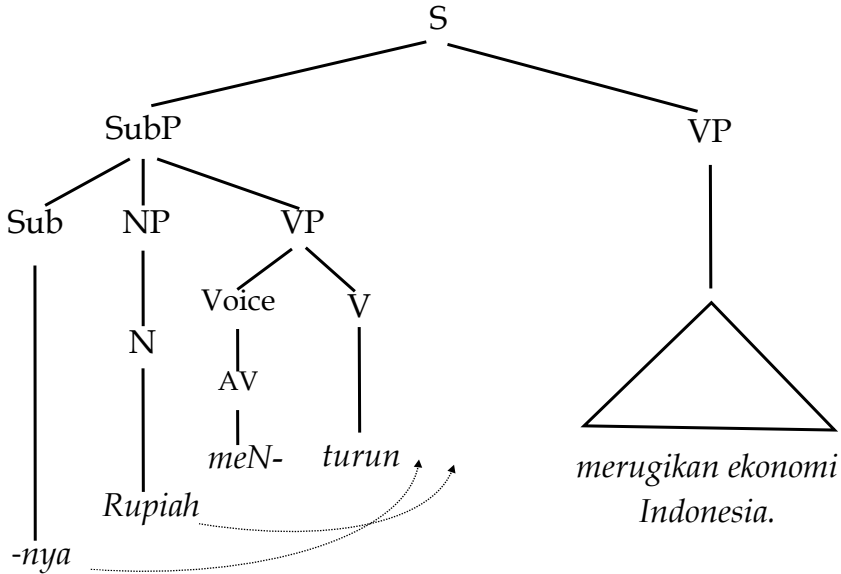 S
SubP VP
Sub NP VP
Voice V
N
AV
meN- turun
merugikan ekonomi
Rupiah
Indonesia.
-nya